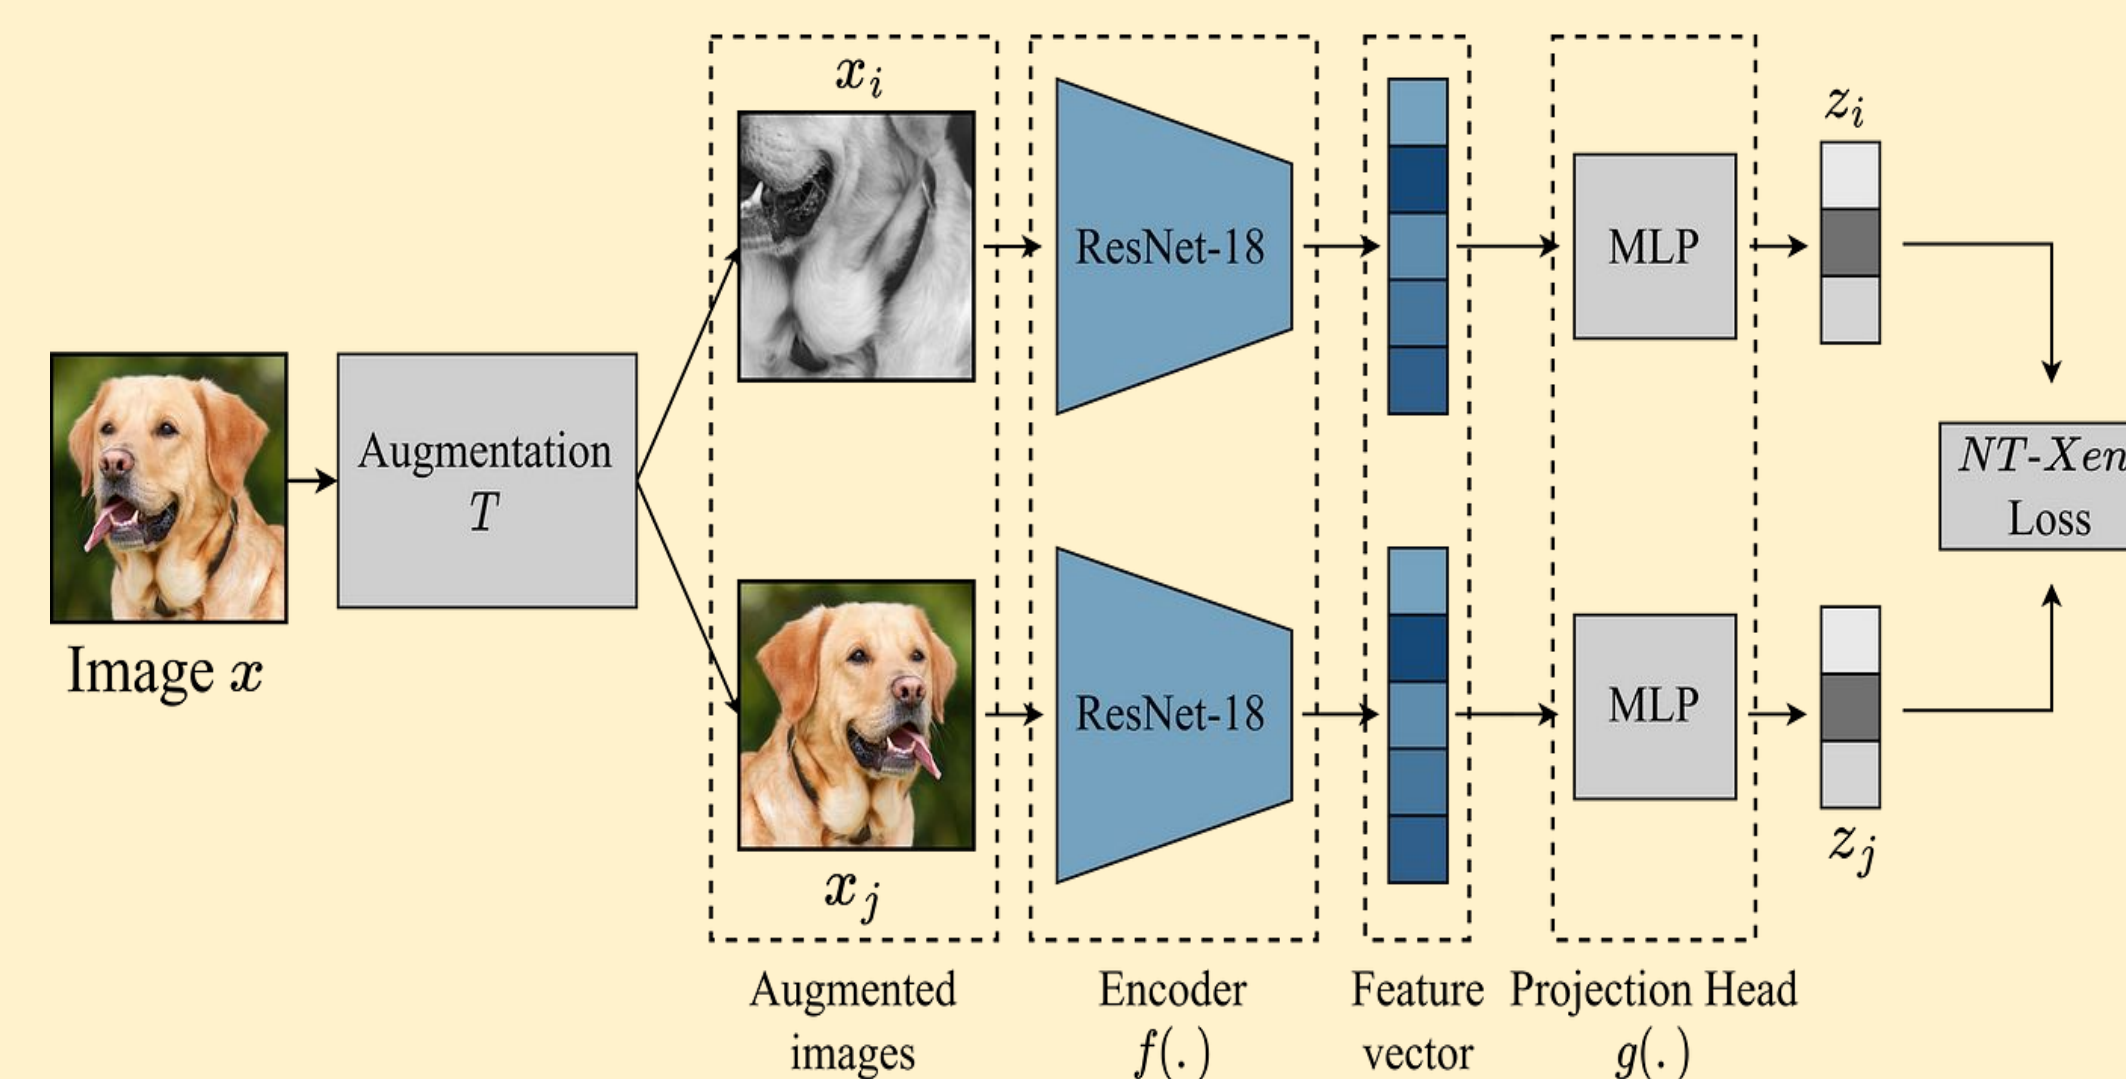 x_i
z_i
ResNet-18
MLP
Augmentation
T
NT-Xen
Loss
Image x
ResNet-18
MLP
x_j
z_j
Augmented
images
Encoder
f(.)
Feature
vector
Projection Head
g(.)